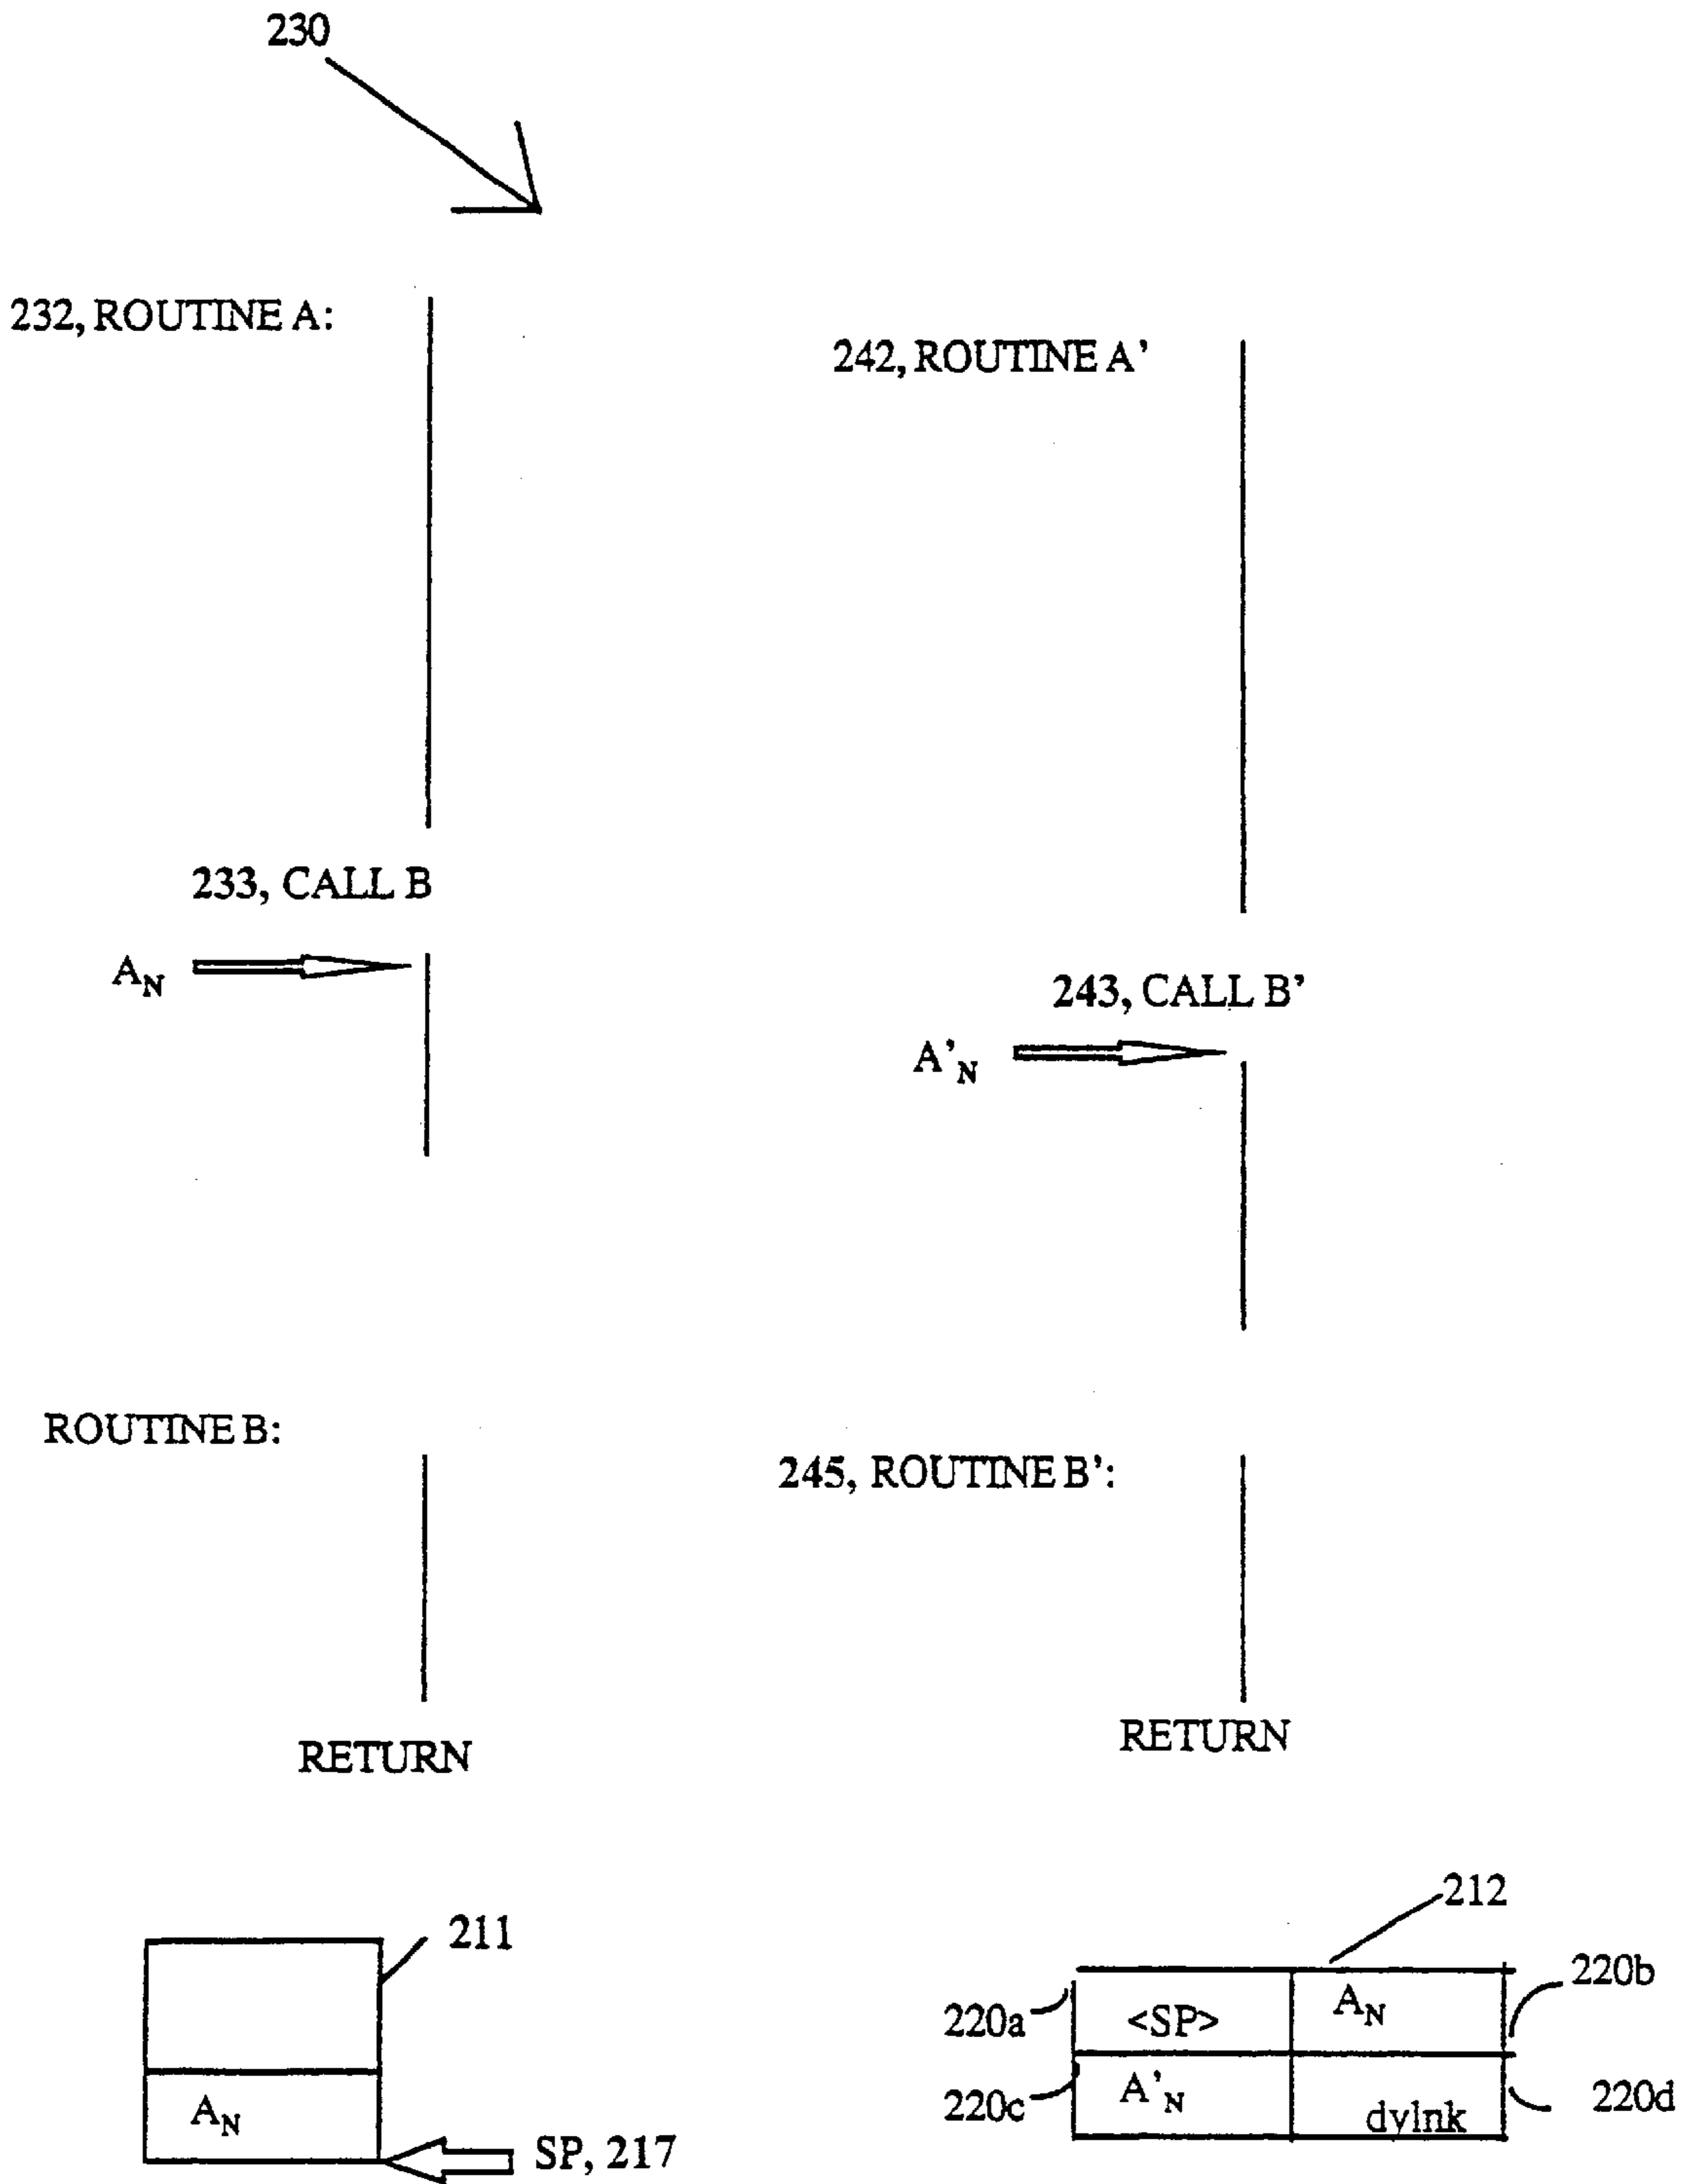 230
232, ROUTINE A:
242, ROUTINE A'
233, CALL B
A_N
243, CALL B'
A'_N
ROUTINE B:
245, ROUTINE B':
RETURN
RETURN
211
212
220a
<SP>
A_N
220b
220c
A'_N
dylnk
220d
A_N
SP, 217